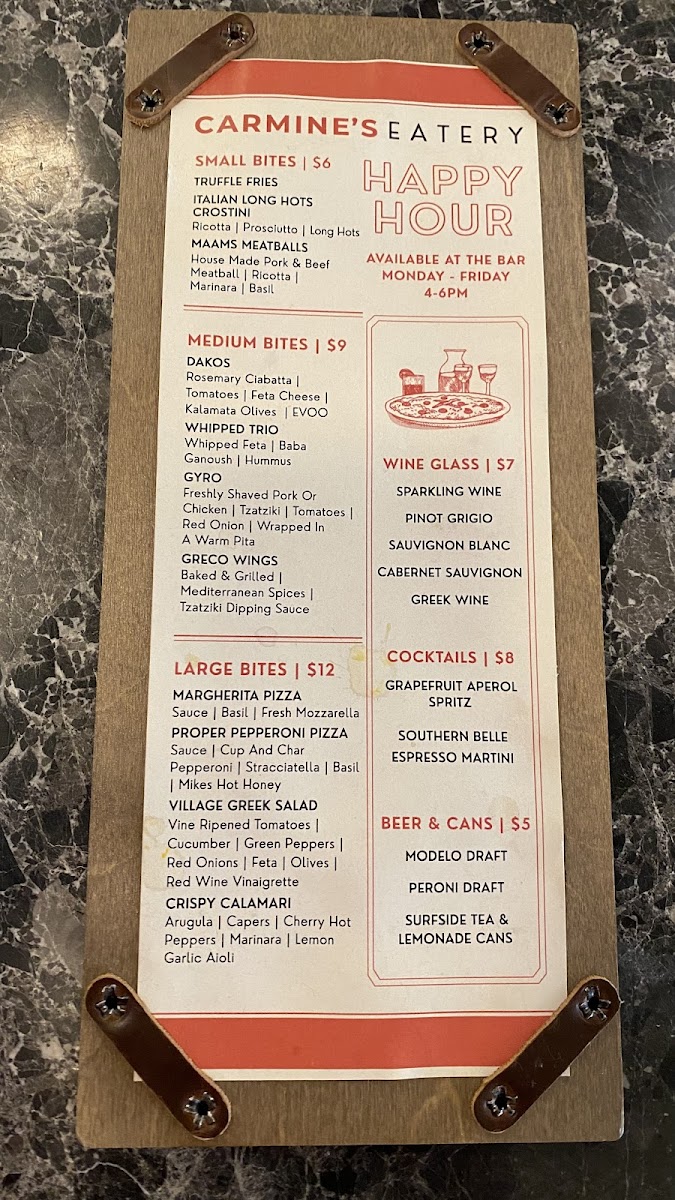 CARMINE'S EATERY
SMALL BITES | $6
TRUFFLE FRIES
ITALIAN LONG HOTS
CROSTINI
Ricotta | Prosciutto | Long Hots
MAAMS MEATBALLS
House Made Pork & Beef
Meatball | Ricotta |
Marinara | Basil
HAPPY
HOUR
AVAILABLE AT THE BAR
MONDAY - FRIDAY
4-6PM
MEDIUM BITES | $9
DAKOS
Rosemary Ciabatta |
Tomatoes | Feta Cheese |
Kalamata Olives | EVOO
WHIPPED TRIO
Whipped Feta | Baba
Ganoush | Hummus
GYRO
Freshly Shaved Pork Or
Chicken | Tzatziki | Tomatoes |
Red Onion | Wrapped In
A Warm Pita
GRECO WINGS
Baked & Grilled |
Mediterranean Spices |
Tzatziki Dipping Sauce
LARGE BITES | $12
MARGHERITA PIZZA
Sauce | Basil | Fresh Mozzarella
PROPER PEPPERONI PIZZA
Sauce | Cup And Char
Pepperoni | Stracciatella | Basil
| Mikes Hot Honey
VILLAGE GREEK SALAD
Vine Ripened Tomatoes |
Cucumber | Green Peppers |
Red Onions | Feta | Olives |
Red Wine Vinaigrette
CRISPY CALAMARI
Arugula | Capers | Cherry Hot
Peppers | Marinara | Lemon
Garlic Aioli
WINE GLASS | $7
SPARKLING WINE
PINOT GRIGIO
SAUVIGNON BLANC
CABERNET SAUVIGNON
GREEK WINE
COCKTAILS | $8
GRAPEFRUIT APEROL
SPRITZ
SOUTHERN BELLE
ESPRESSO MARTINI
BEER & CANS | $5
MODELO DRAFT
PERONI DRAFT
SURFSIDE TEA &
LEMONADE CANS